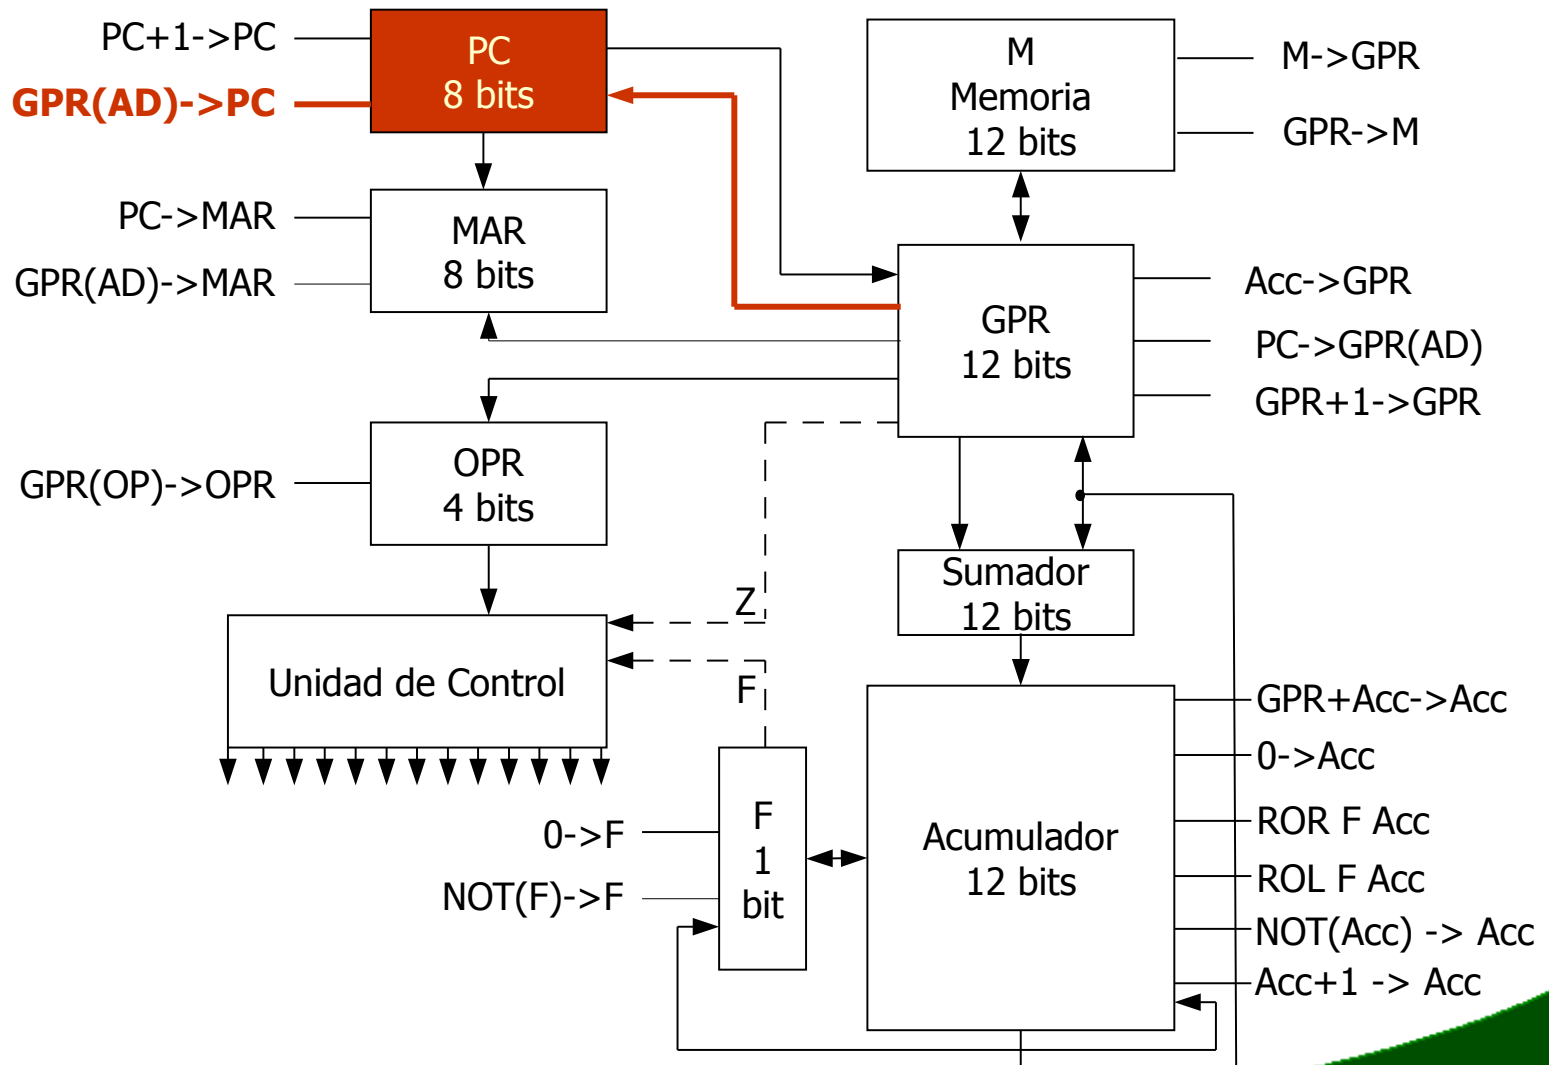 PC+1->PC
GPR(AD)->PC
PC
8 bits
M
Memoria
12 bits
M->GPR
GPR->M
PC->MAR
GPR(AD)->MAR
MAR
8 bits
GPR
12 bits
Acc->GPR
PC->GPR(AD)
GPR+1->GPR
GPR(OP)->OPR
OPR
4 bits
Sumador
12 bits
Z
F
Unidad de Control
0->F
NOT(F)->F
F
1
bit
Acumulador
12 bits
GPR+Acc->Acc
0->Acc
ROR F Acc
ROL F Acc
NOT(Acc) -> Acc
Acc+1 -> Acc